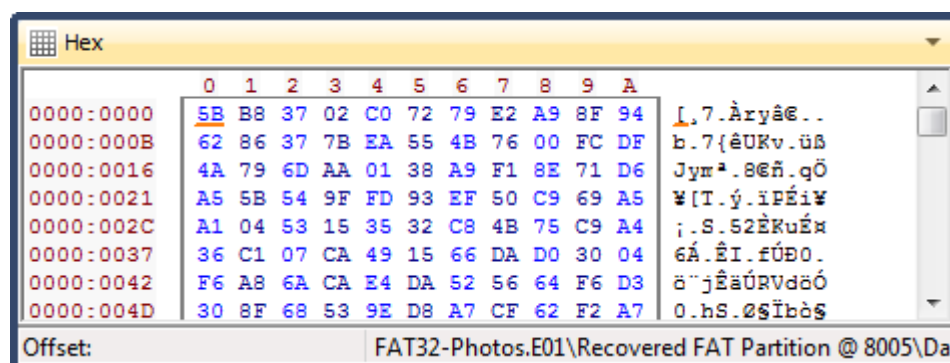 Hex
0 1 2 3 4 5 6 7 8 9 A
0000:0000 5B B8 37 02 C0 72 79 E2 A9 8F 94 [¸7.Àryâ©..
0000:000B 62 86 37 7B EA 55 4B 76 00 FC DF b.7{êUKv.üß
0000:0016 4A 79 6D AA 01 38 A9 F1 8E 71 D6 Jymª.8©ñ.qÖ
0000:0021 A5 5B 54 9F FD 93 EF 50 C9 69 A5 ¥[T.ý.ïPÉi¥
0000:002C A1 04 53 15 35 32 C8 4B 75 C9 A4 ¡.S.52ÈKuÉ¤
0000:0037 36 C1 07 CA 49 15 66 DA D0 30 04 6Á.ÊI.fÚÐ0.
0000:0042 F6 A8 6A CA E4 DA 52 56 64 F6 D3 ö¨jÊäÚRVdöÓ
0000:004D 30 8F 68 53 9E D8 A7 CF 62 F2 A7 0.hS.Ø§Ïbò§
Offset: FAT32-Photos.E01\Recovered FAT Partition @ 8005\Da